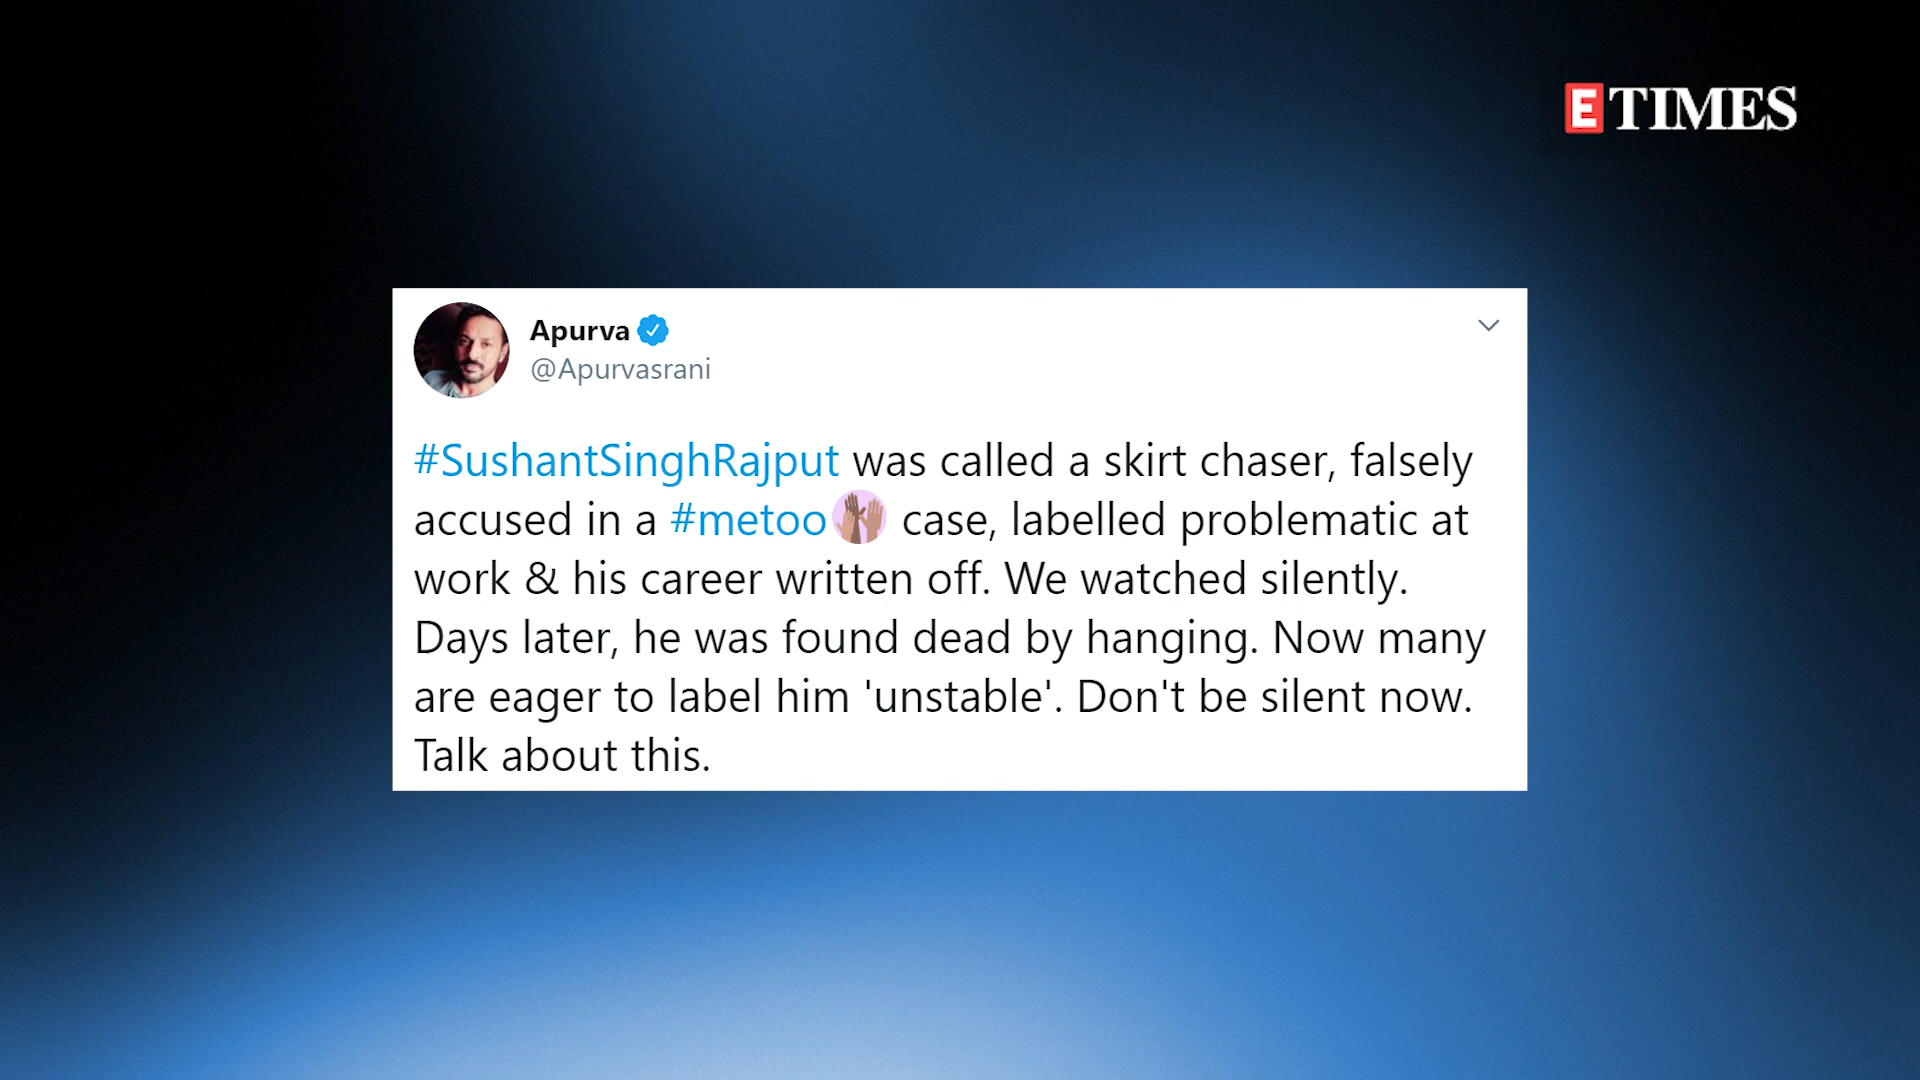 ETIMES
Apurva
@Apurvasrani
#SushantSinghRajput was called a skirt chaser, falsely
accused in a #metoo case, labelled problematic at
work & his career written off. We watched silently.
Days later, he was found dead by hanging. Now many
are eager to label him 'unstable'. Don't be silent now.
Talk about this.